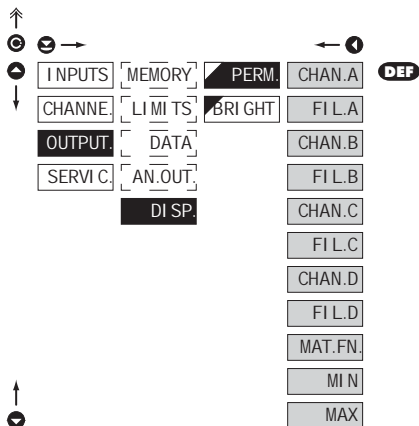 INPUTS MEMORY PERM. CHAN.A DEF
CHANNE. LIMITS BRIGHT FIL.A
OUTPUT. DATA CHAN.B
SERVIC. AN.OUT. FIL.B
DISP. CHAN.C
FIL.C
CHAN.D
FIL.D
MAT.FN.
MIN
MAX